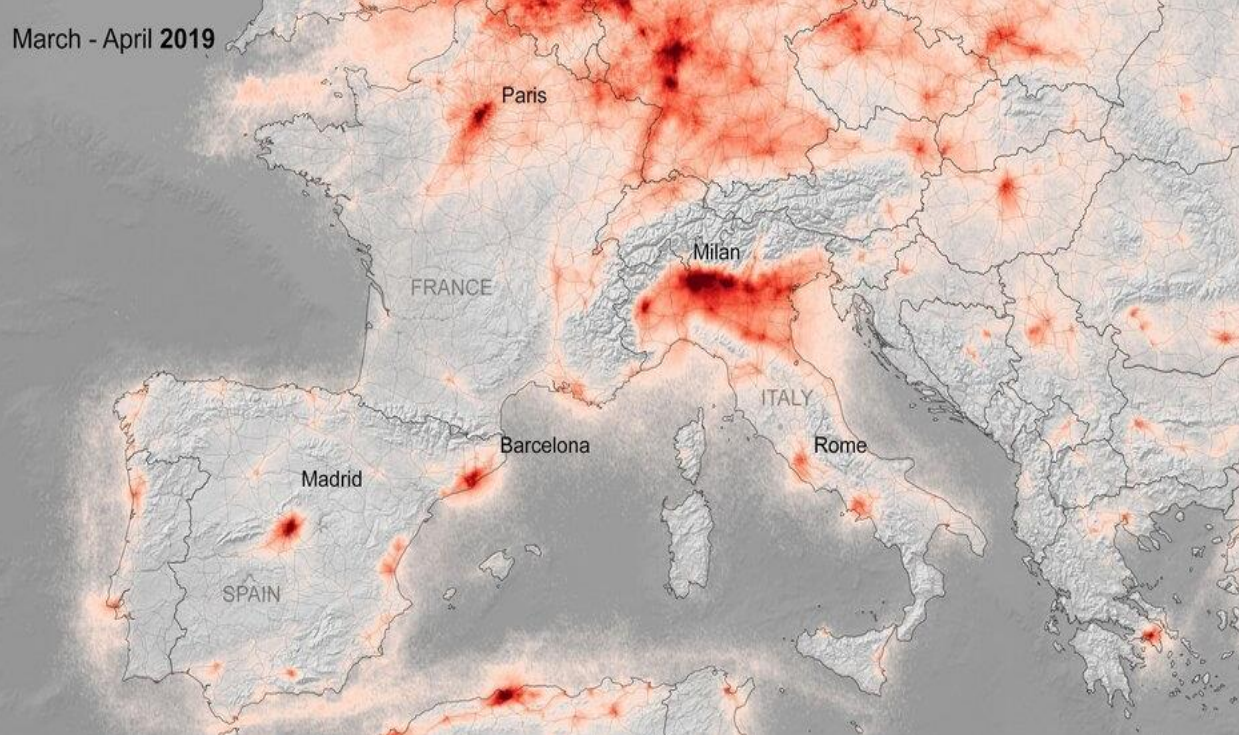 March - April 2019
Paris
Milan
FRANCE
ITALY
Barcelona
Rome
Madrid
SPAIN